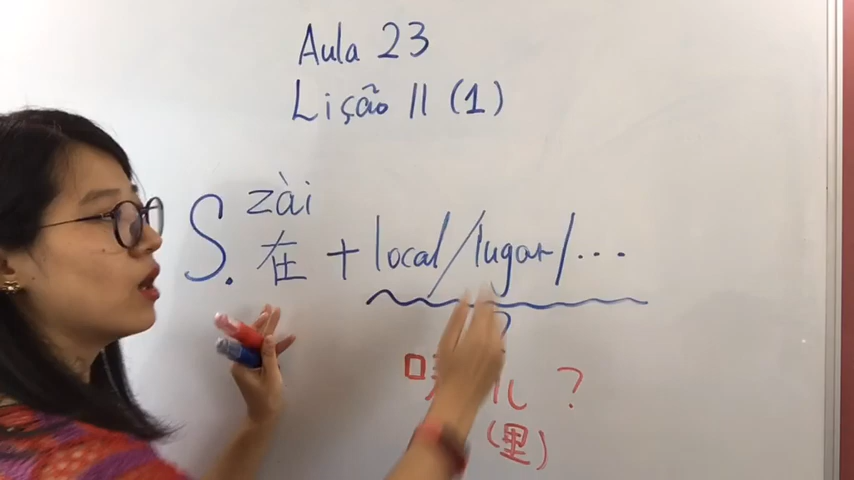 Aula 23
Lição 11 (1)
zài
S. 在 + local/lugar/...
儿?
(里)